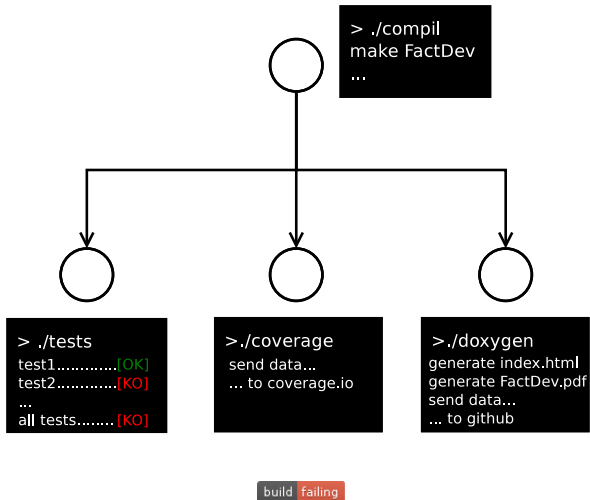 > ./compil
make FactDev
...
> ./tests
test1.............[OK]
test2.............[KO]
...
all tests........[KO]
>./coverage
send data...
... to coverage.io
>./doxygen
generate index.html
generate FactDev.pdf
send data...
... to github
build failing